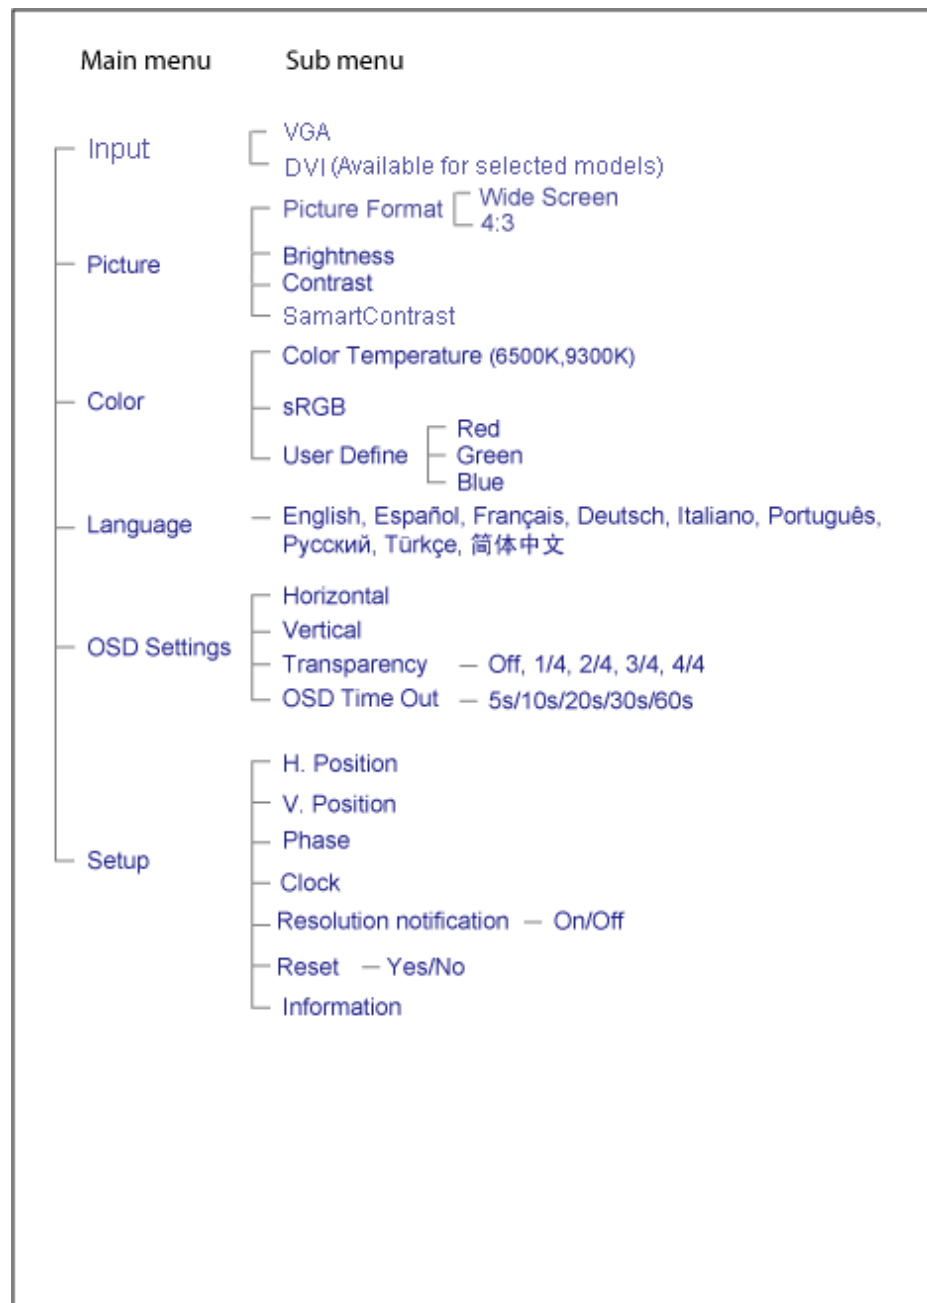 Main menu Sub menu
Input
VGA
DVI (Available for selected models)
Picture
Picture Format
Wide Screen
4:3
Brightness
Contrast
SamartContrast
Color
Color Temperature (6500K,9300K)
sRGB
User Define
Red
Green
Blue
Language
English, Español, Français, Deutsch, Italiano, Português,
Русский, Türkçe, 简体中文
OSD Settings
Horizontal
Vertical
Transparency — Off, 1/4, 2/4, 3/4, 4/4
OSD Time Out — 5s/10s/20s/30s/60s
Setup
H. Position
V. Position
Phase
Clock
Resolution notification — On/Off
Reset — Yes/No
Information